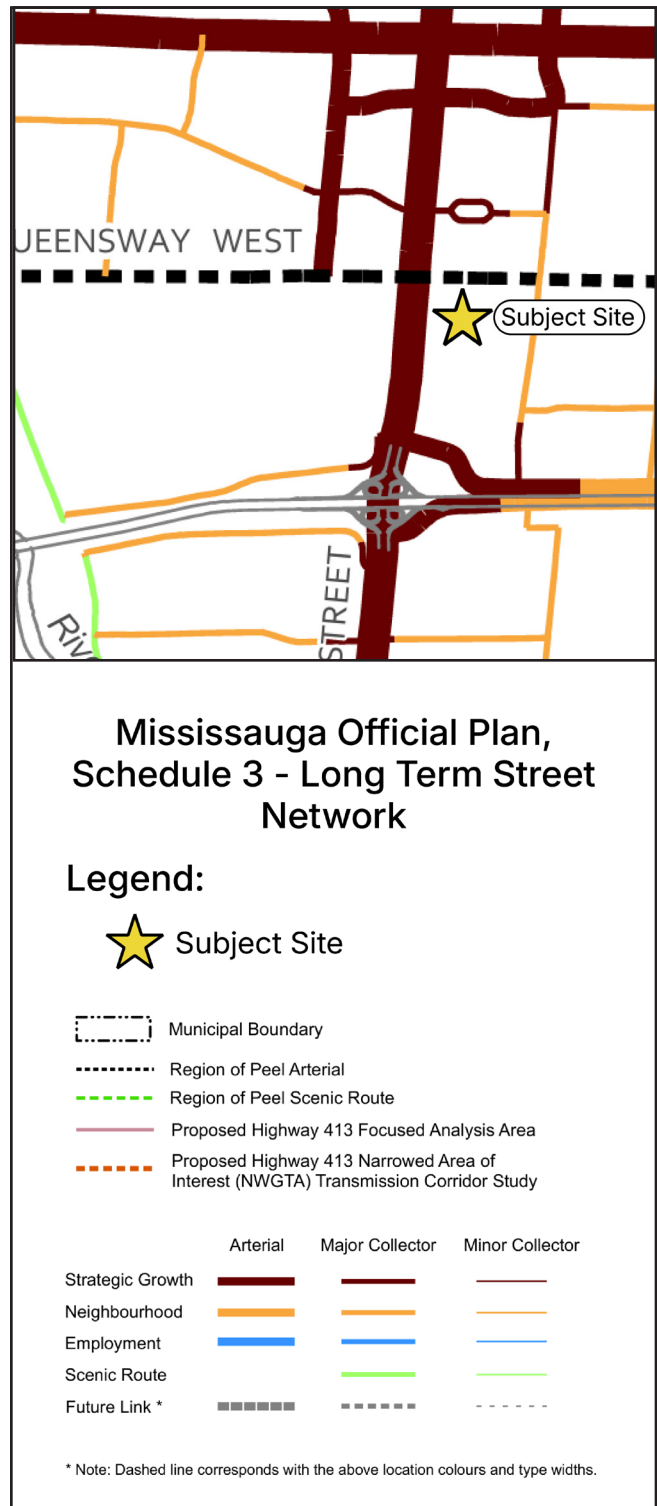 UEENSWAY WEST
Subject Site
STREET
Riv
Mississauga Official Plan,
Schedule 3 - Long Term Street
Network
Legend:
Subject Site
Municipal Boundary
Region of Peel Arterial
Region of Peel Scenic Route
Proposed Highway 413 Focused Analysis Area
Proposed Highway 413 Narrowed Area of
Interest (NWGTA) Transmission Corridor Study
Arterial Major Collector Minor Collector
Strategic Growth
Neighbourhood
Employment
Scenic Route
Future Link *
* Note: Dashed line corresponds with the above location colours and type widths.